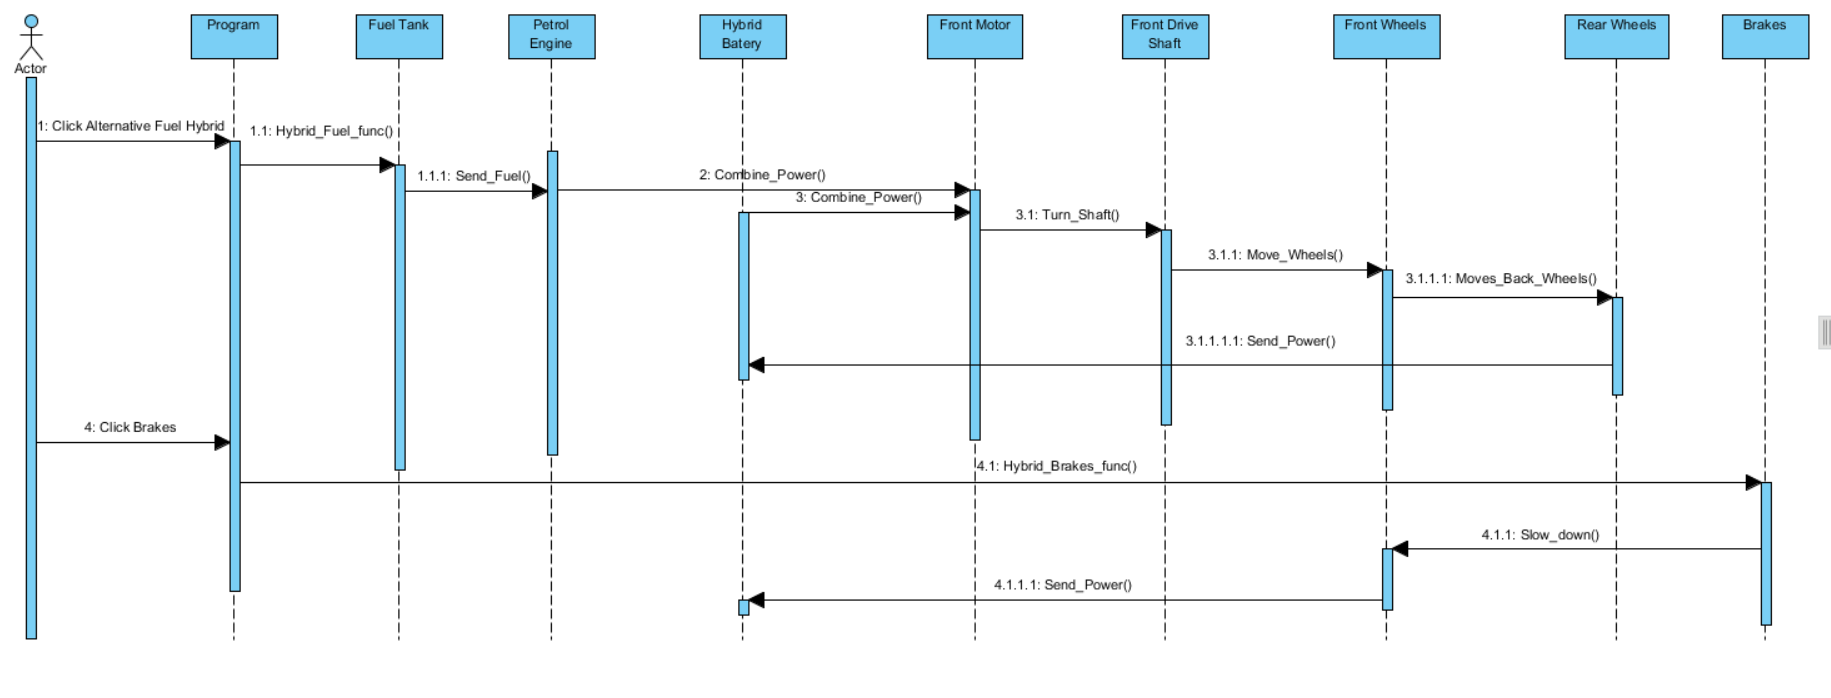 Program
Fuel Tank
Petrol
Engine
Hybrid
Batery
Front Motor
Front Drive
Shaft
Front Wheels
Rear Wheels
Brakes
Actor
1: Click Alternative Fuel Hybrid
1.1: Hybrid_Fuel_func()
1.1.1: Send_Fuel()
2: Combine_Power()
3: Combine_Power()
3.1: Turn_Shaft()
3.1.1: Move_Wheels()
3.1.1.1: Moves_Back_Wheels()
3.1.1.1.1: Send_Power()
4: Click Brakes
4.1: Hybrid_Brakes_func()
4.1.1: Slow_down()
4.1.1.1: Send_Power()